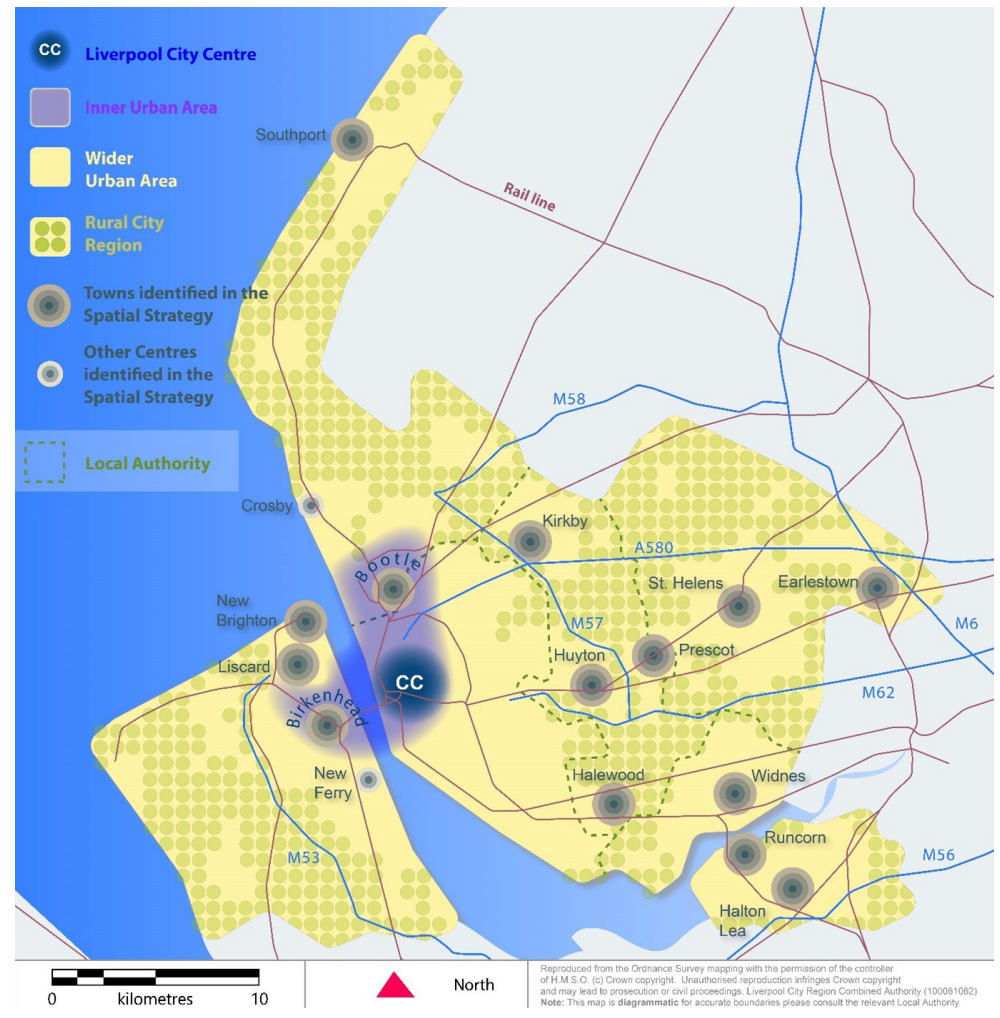 CC
Liverpool City Centre
Inner Urban Area
Wider
Urban Area
Rural City
Region
Towns identified in the
Spatial Strategy
Other Centres
identified in the
Spatial Strategy
Local Authority
Southport
Rail line
M58
Crosby
Kirkby
Bootle
A580
St. Helens
Earlestown
New
Brighton
M57
M6
Liscard
Huyton
Prescot
CC
M62
Birkenhead
New
Ferry
Halewood
Widnes
Runcorn
M53
M56
Halton
Lea
0
kilometres
10
North
Reproduced from the Ordnance Survey mapping with the permission of the controller
of H.M.S.O. (c) Crown copyright. Unauthorised reproduction infringes Crown copyright
and may lead to prosecution or civil proceedings. Liverpool City Region Combined Authority (100061062)
Note: This map is diagrammatic for accurate boundaries please consult the relevant Local Authority